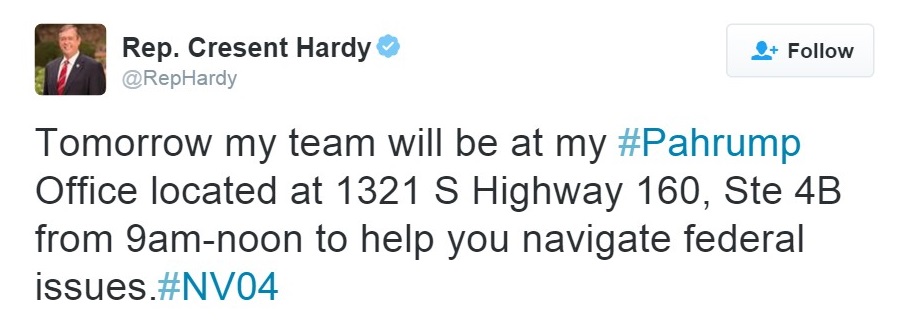 Rep. Cresent Hardy
@RepHardy
Follow
Tomorrow my team will be at my #Pahrump
Office located at 1321 S Highway 160, Ste 4B
from 9am-noon to help you navigate federal
issues.#NV04